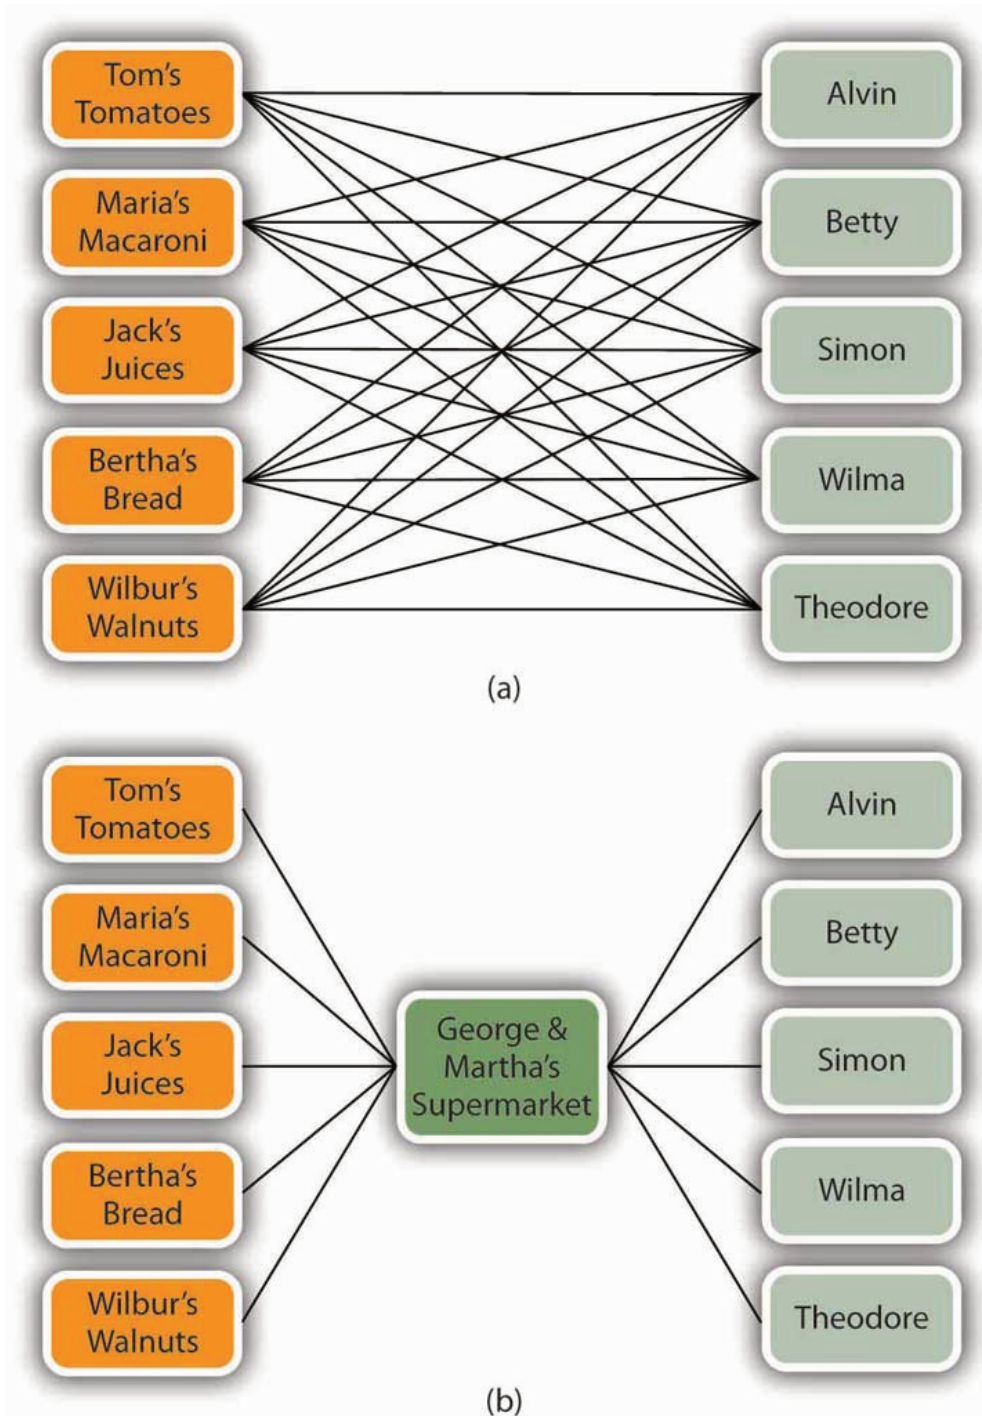 Tom's
Tomatoes
Alvin
Maria's
Macaroni
Betty
Jack's
Juices
Simon
Bertha's
Bread
Wilma
Wilbur's
Walnuts
Theodore
(a)
Tom's
Tomatoes
Alvin
Maria's
Macaroni
Betty
George &
Martha's
Supermarket
Jack's
Juices
Simon
Bertha's
Bread
Wilma
Wilbur's
Walnuts
Theodore
(b)